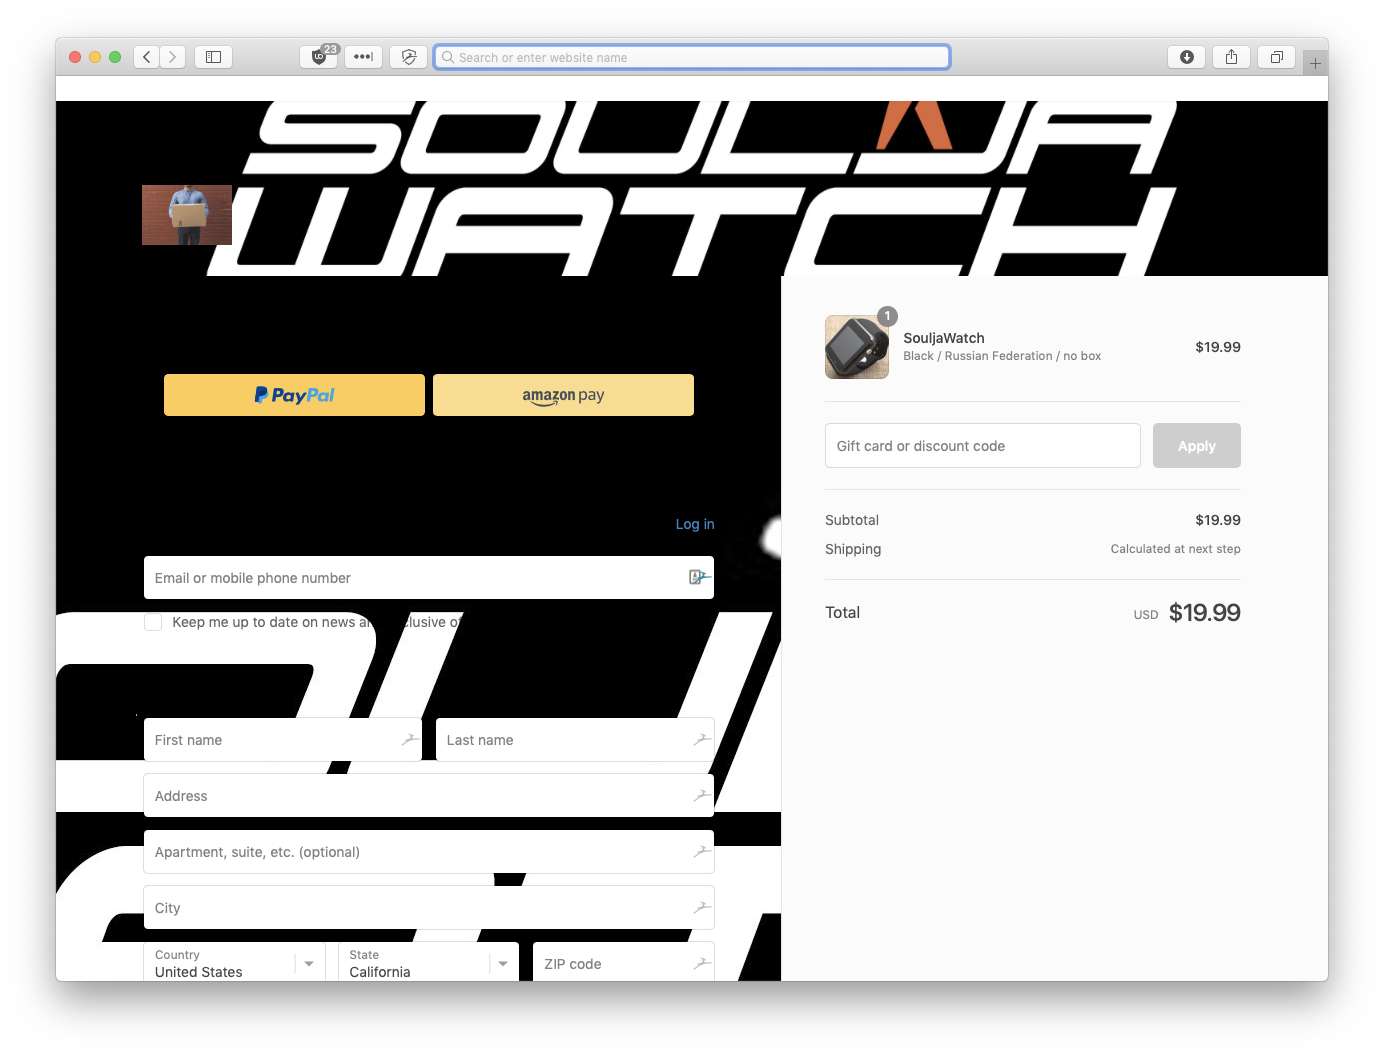 23
Search or enter website name
SOULJA
WATCH
PayPal
amazon pay
Log in
Email or mobile phone number
Keep me up to date on news an clusive of
First name
Last name
Address
Apartment, suite, etc. (optional)
City
Country
United States
State
California
ZIP code
1
SouljaWatch
Black / Russian Federation / no box
$19.99
Gift card or discount code
Apply
Subtotal
$19.99
Shipping
Calculated at next step
Total
USD $19.99